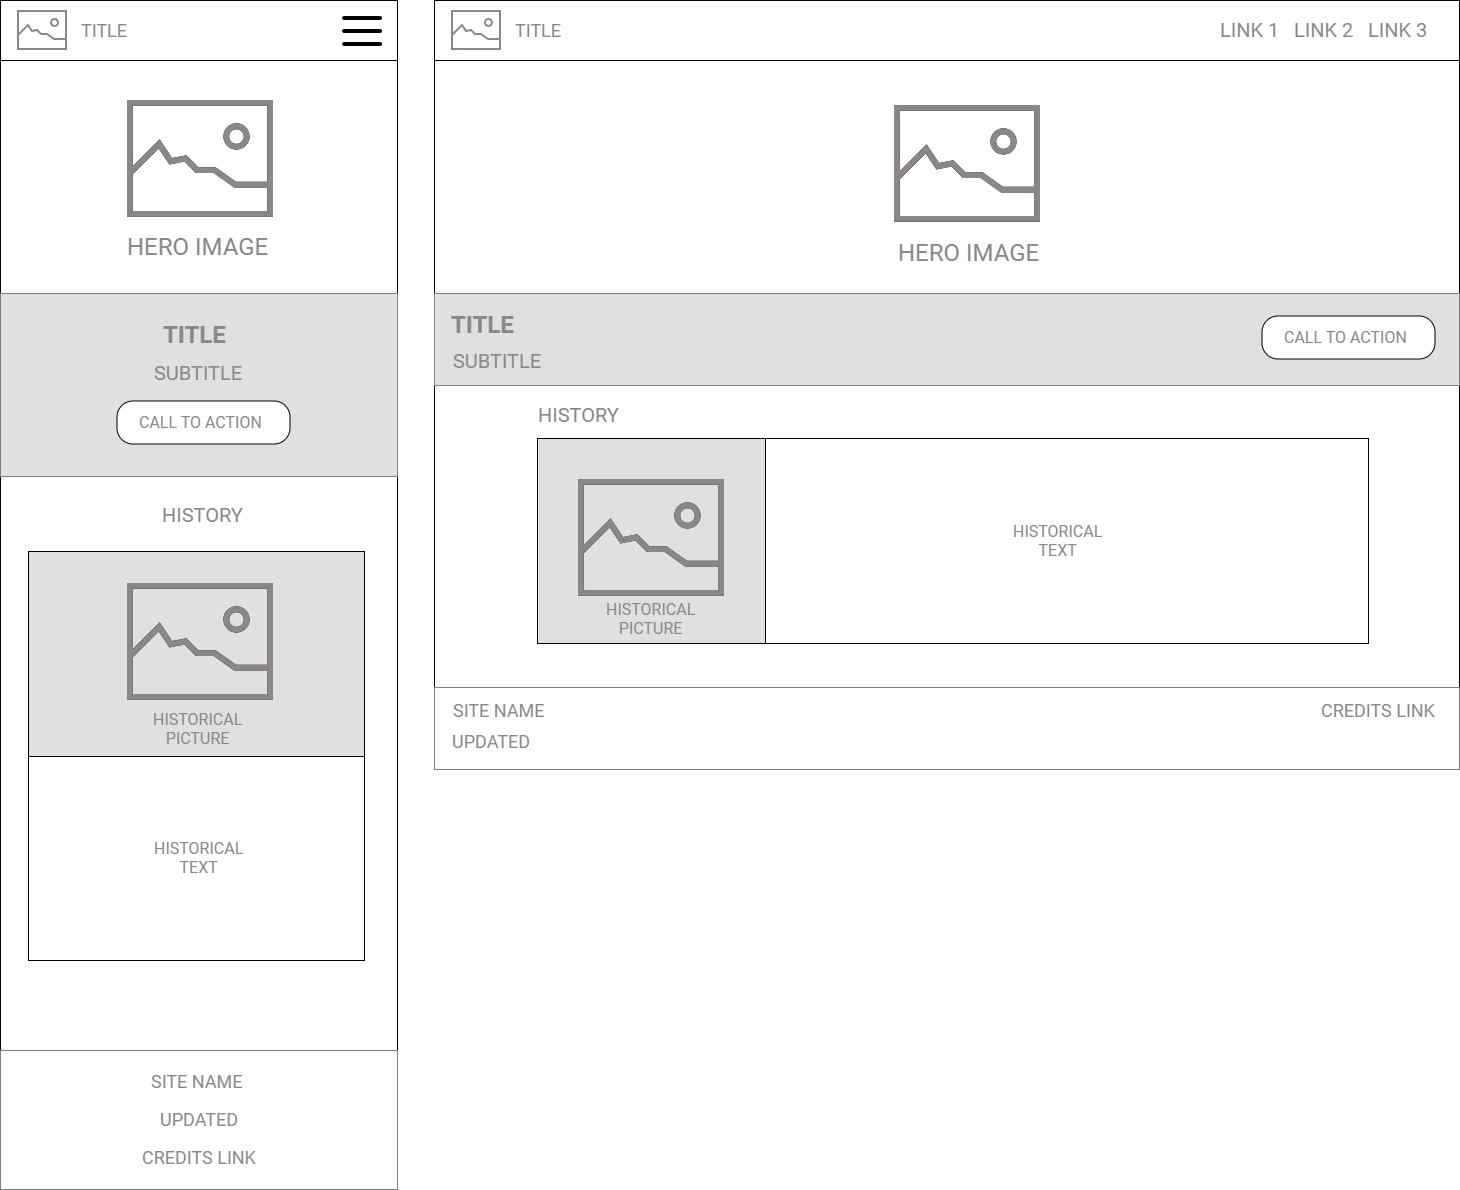 TITLE
HERO IMAGE
TITLE
SUBTITLE
CALL TO ACTION
HISTORY
HISTORICAL
PICTURE
HISTORICAL
TEXT
SITE NAME
UPDATED
CREDITS LINK
TITLE
LINK 1 LINK 2 LINK 3
HERO IMAGE
TITLE
SUBTITLE
CALL TO ACTION
HISTORY
HISTORICAL
PICTURE
HISTORICAL
TEXT
SITE NAME
UPDATED
CREDITS LINK